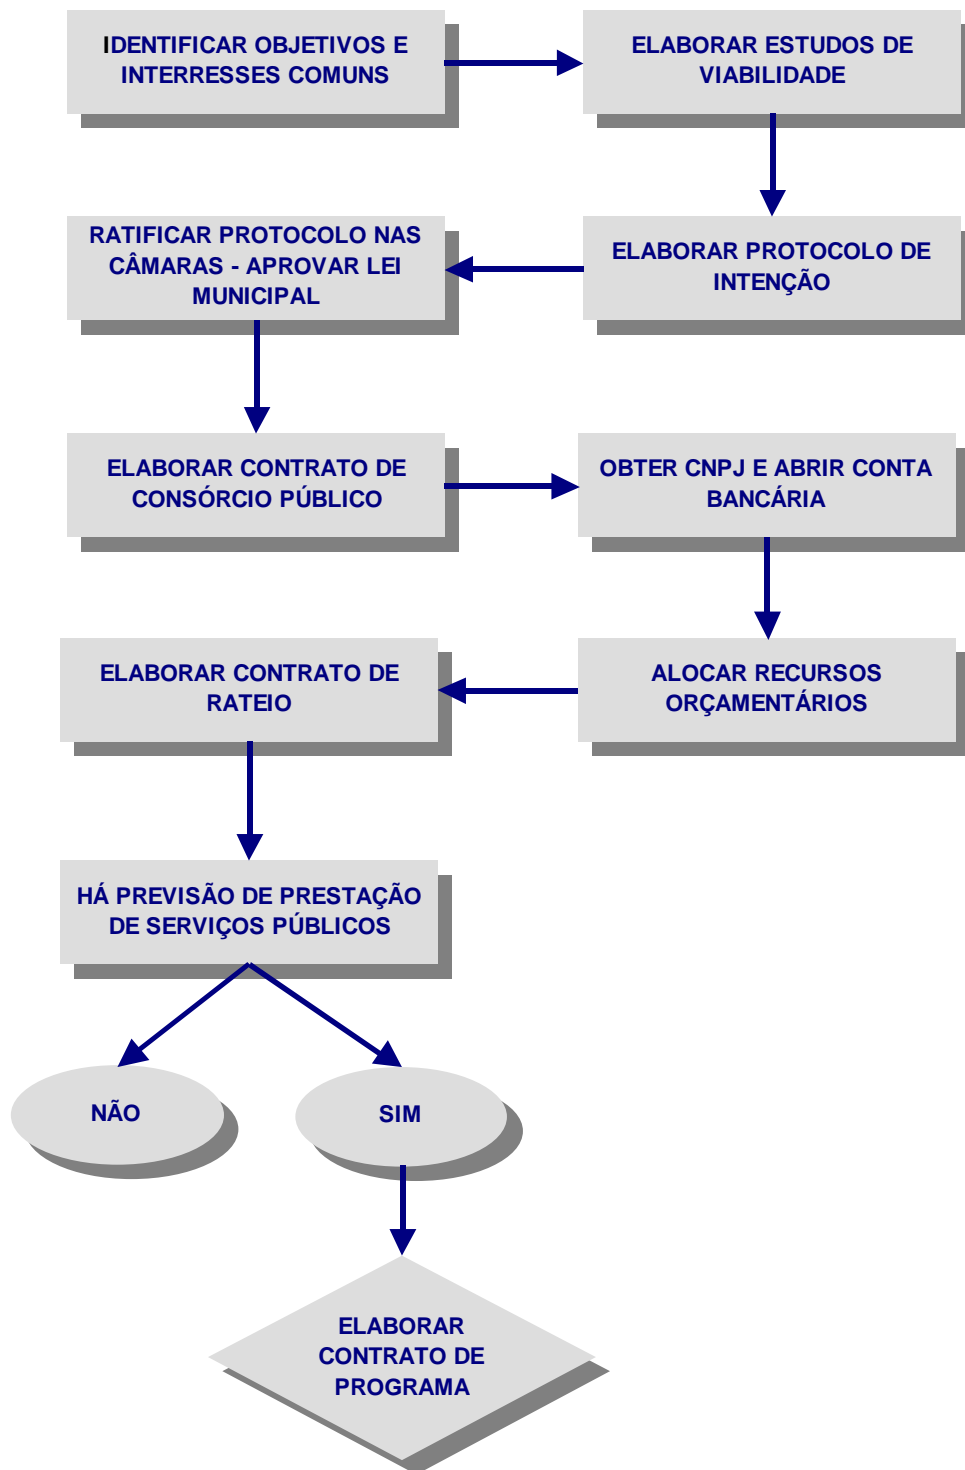 IDENTIFICAR OBJETIVOS E
INTERRESSES COMUNS
ELABORAR ESTUDOS DE
VIABILIDADE
ELABORAR PROTOCOLO DE
INTENÇÃO
RATIFICAR PROTOCOLO NAS
CÂMARAS - APROVAR LEI
MUNICIPAL
ELABORAR CONTRATO DE
CONSÓRCIO PÚBLICO
OBTER CNPJ E ABRIR CONTA
BANCÁRIA
ALOCAR RECURSOS
ORÇAMENTÁRIOS
ELABORAR CONTRATO DE
RATEIO
HÁ PREVISÃO DE PRESTAÇÃO
DE SERVIÇOS PÚBLICOS
NÃO
SIM
ELABORAR
CONTRATO DE
PROGRAMA